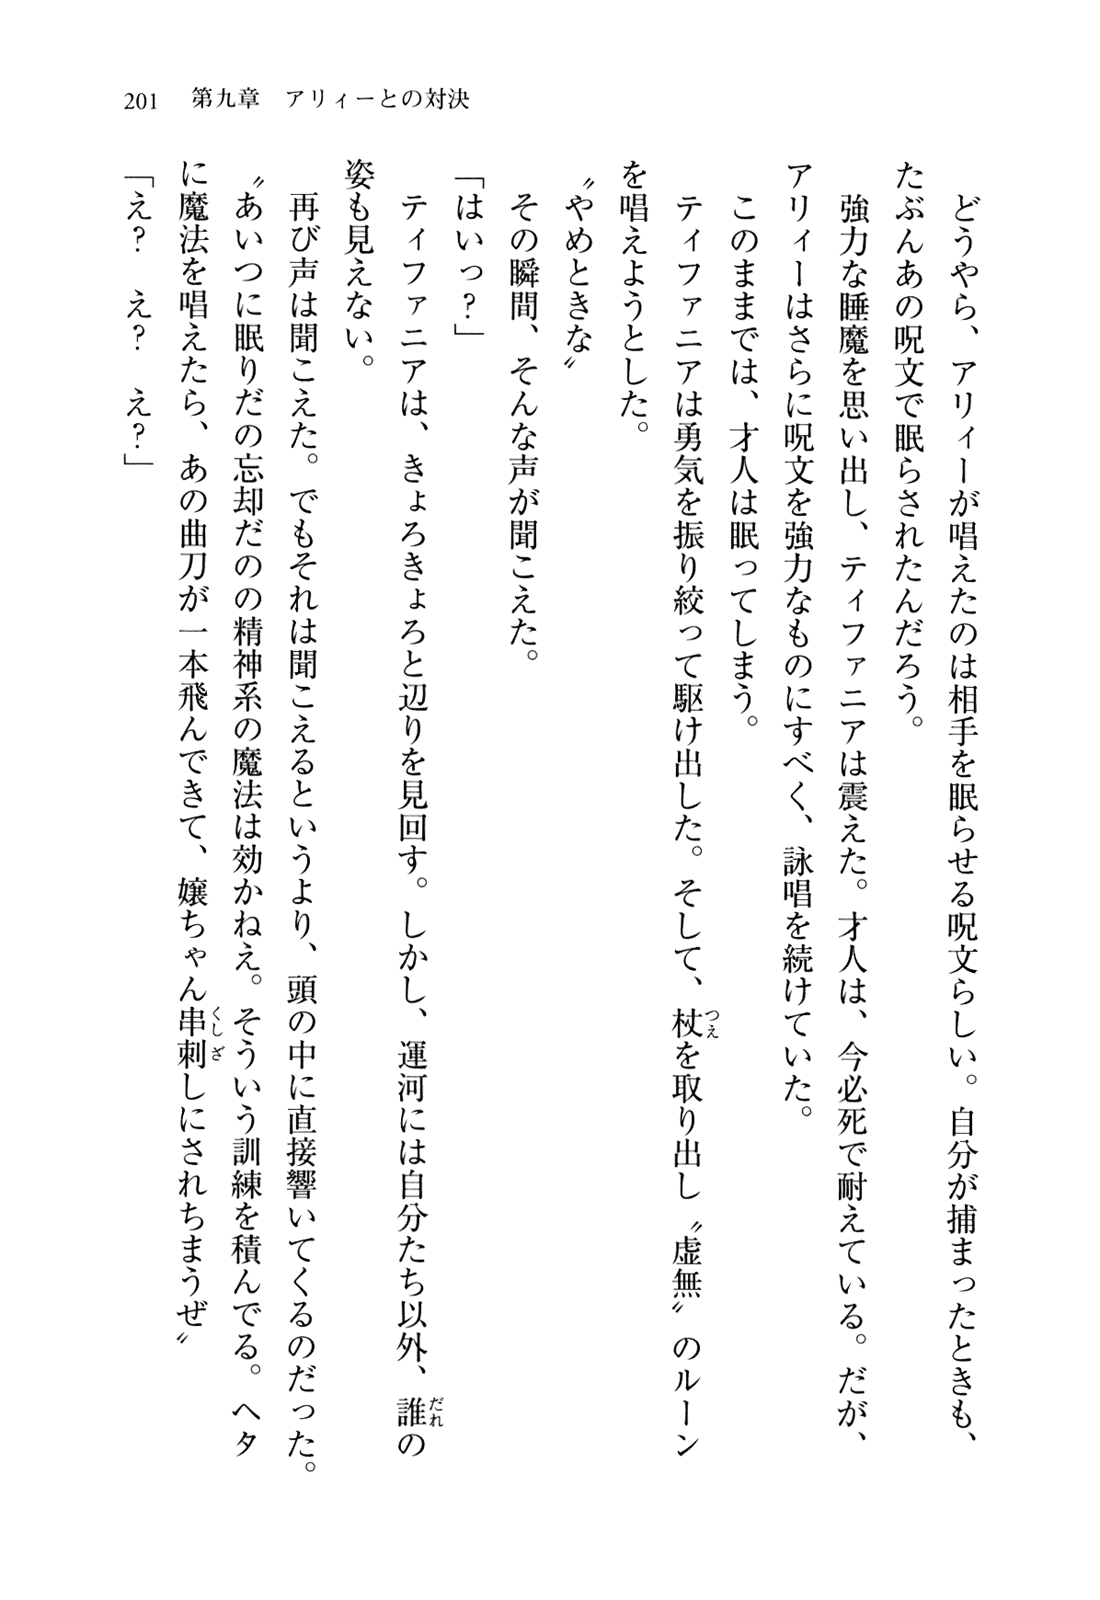 201　第九章　アリィーとの対決
　どうやら、アリィーが唱えたのは相手を眠らせる呪文らしい。自分が捕まったときも、
たぶんあの呪文で眠らされたんだろう。
　強力な睡魔を思い出し、ティファニアは震えた。才人は、今必死で耐えている。だが、
アリィーはさらに呪文を強力なものにすべく、詠唱を続けていた。
　このままでは、才人は眠ってしまう。
　ティファニアは勇気を振り絞って駆け出した。そして、杖つえを取り出し〝虚無〟のルーン
を唱えようとした。
〝やめときな〟
　その瞬間、そんな声が聞こえた。
「はいっ？」
　ティファニアは、きょろきょろと辺りを見回す。しかし、運河には自分たち以外、誰だれの
姿も見えない。
　再び声は聞こえた。でもそれは聞こえるというより、頭の中に直接響いてくるのだった。
〝あいつに眠りだの忘却だのの精神系の魔法は効かねえ。そういう訓練を積んでる。ヘタ
に魔法を唱えたら、あの曲刀が一本飛んできて、嬢ちゃん串刺くしざしにされちまうぜ〟
「え？　え？　え？」